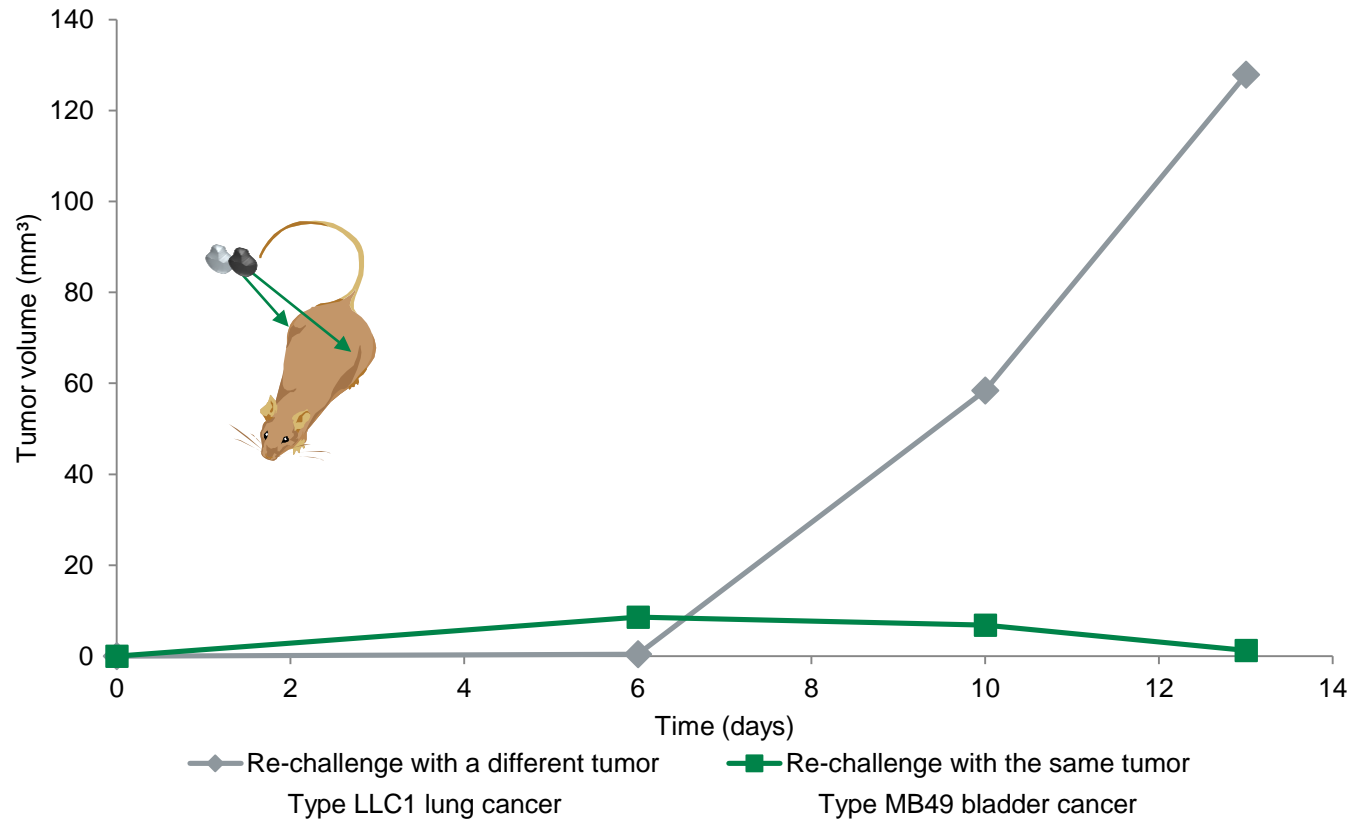 140
120
100
80
60
40
20
0
Tumor volume (mm³)
0 2 4 6 8 10 12 14
Time (days)
Re-challenge with a different tumor Re-challenge with the same tumor
Type LLC1 lung cancer Type MB49 bladder cancer